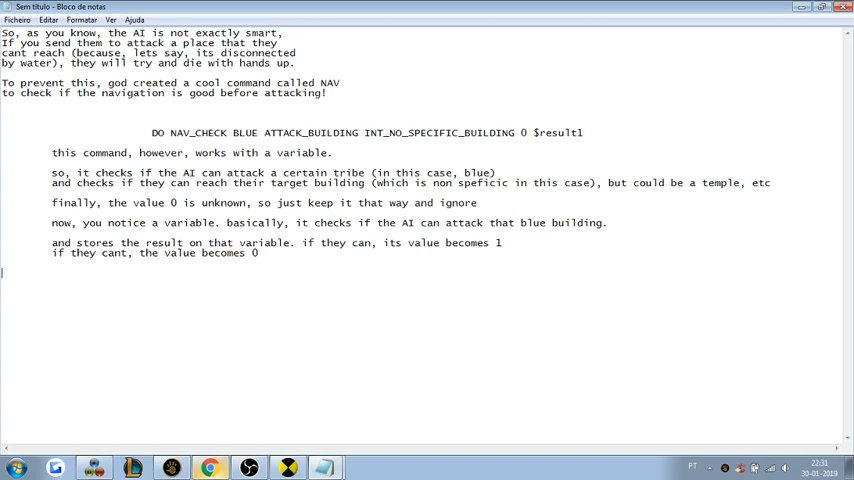 Sem título - Bloco de notas
Ficheiro Editar Formatar Ver Ajuda
So, as you know, the AI is not exactly smart,
If you send them to attack a place that they
cant reach (because, lets say, its disconnected
by water), they will try and die with hands up.
To prevent this, god created a cool command called NAV
to check if the navigation is good before attacking!
DO NAV_CHECK BLUE ATTACK_BUILDING INT_NO_SPECIFIC_BUILDING 0 $result1
this command, however, works with a variable.
so, it checks if the AI can attack a certain tribe (in this case, blue)
and checks if they can reach their target building (which is non speficic in this case), but could be a temple, etc
finally, the value 0 is unknown, so just keep it that way and ignore
now, you notice a variable. basically, it checks if the AI can attack that blue building.
and stores the result on that variable. if they can, its value becomes 1
if they cant, the value becomes 0
PT
22:31
30-01-2019